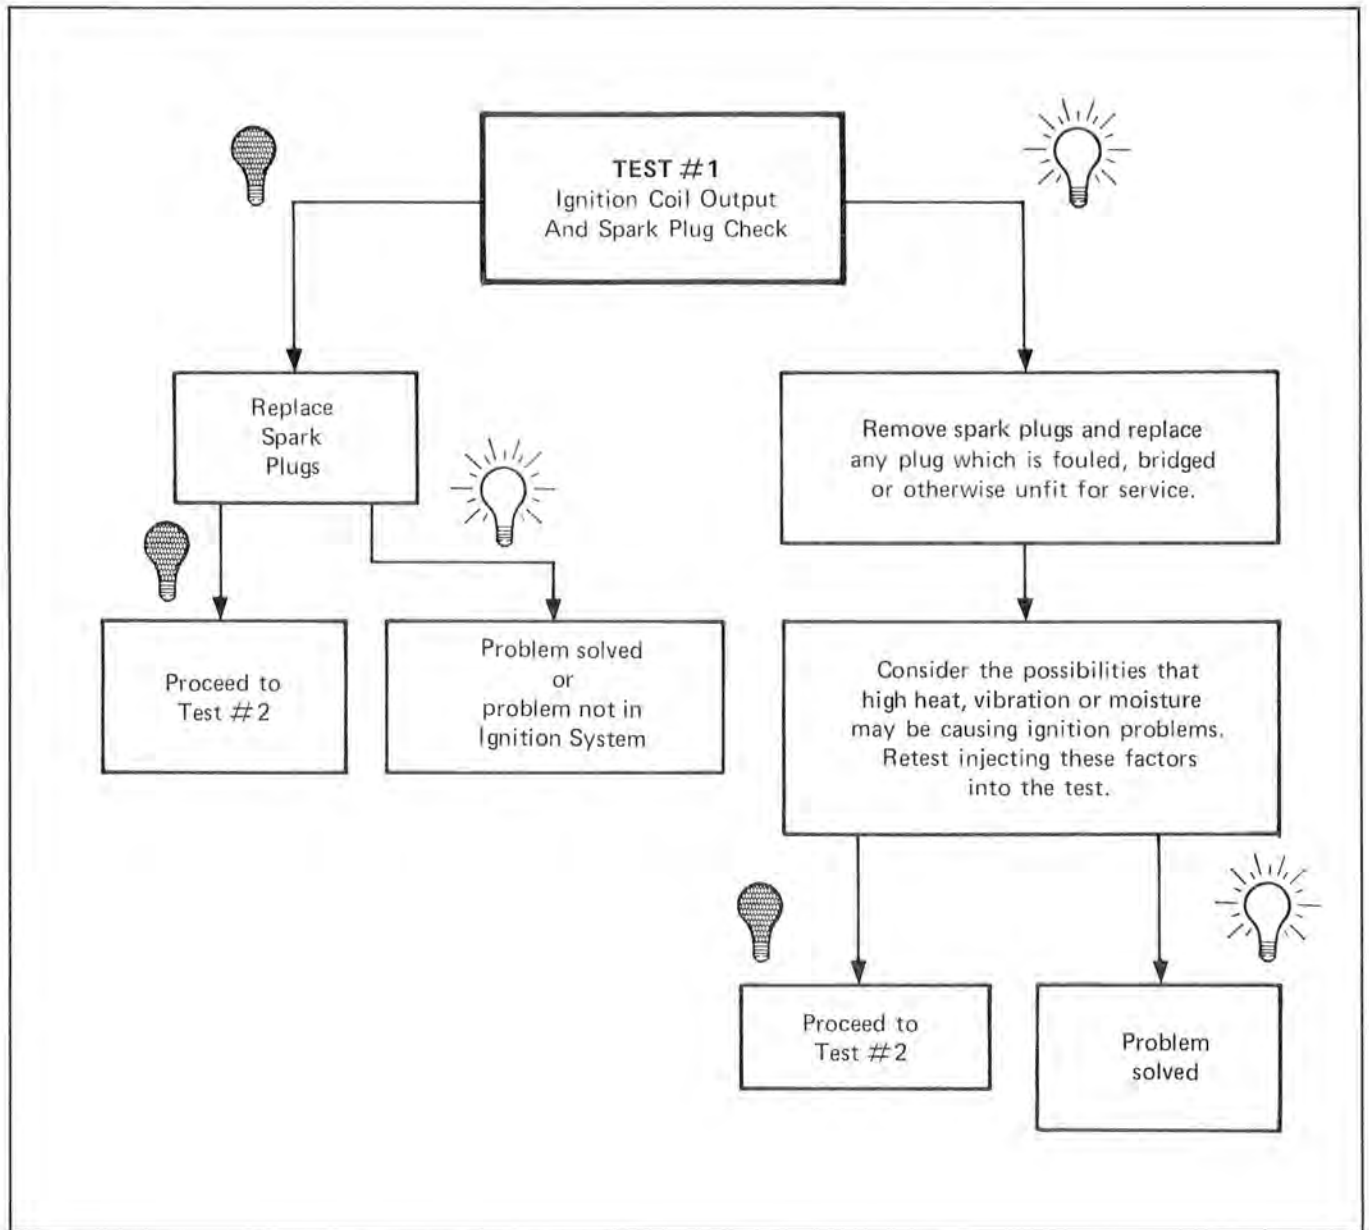 TEST #1
Ignition Coil Output
And Spark Plug Check
Replace
Spark
Plugs
Remove spark plugs and replace
any plug which is fouled, bridged
or otherwise unfit for service.
Proceed to
Test #2
Problem solved
or
problem not in
Ignition System
Consider the possibilities that
high heat, vibration or moisture
may be causing ignition problems.
Retest injecting these factors
into the test.
Proceed to
Test #2
Problem
solved